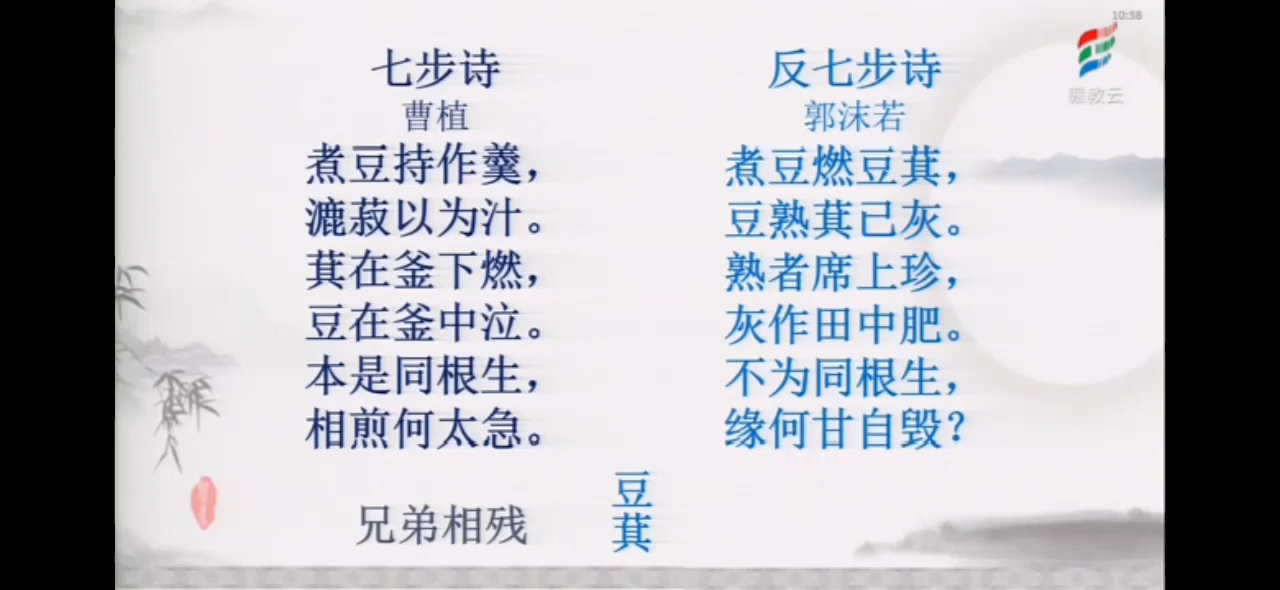 10:38
七步诗
曹植
煮豆持作羹，
漉菽以为汁。
萁在釜下燃，
豆在釜中泣。
本是同根生，
相煎何太急。
兄弟相残
豆
萁
反七步诗
郭沫若
煮豆燃豆萁，
豆熟萁己灰。
熟者席上珍，
灰作田中肥。
不为同根生，
缘何甘自毁？